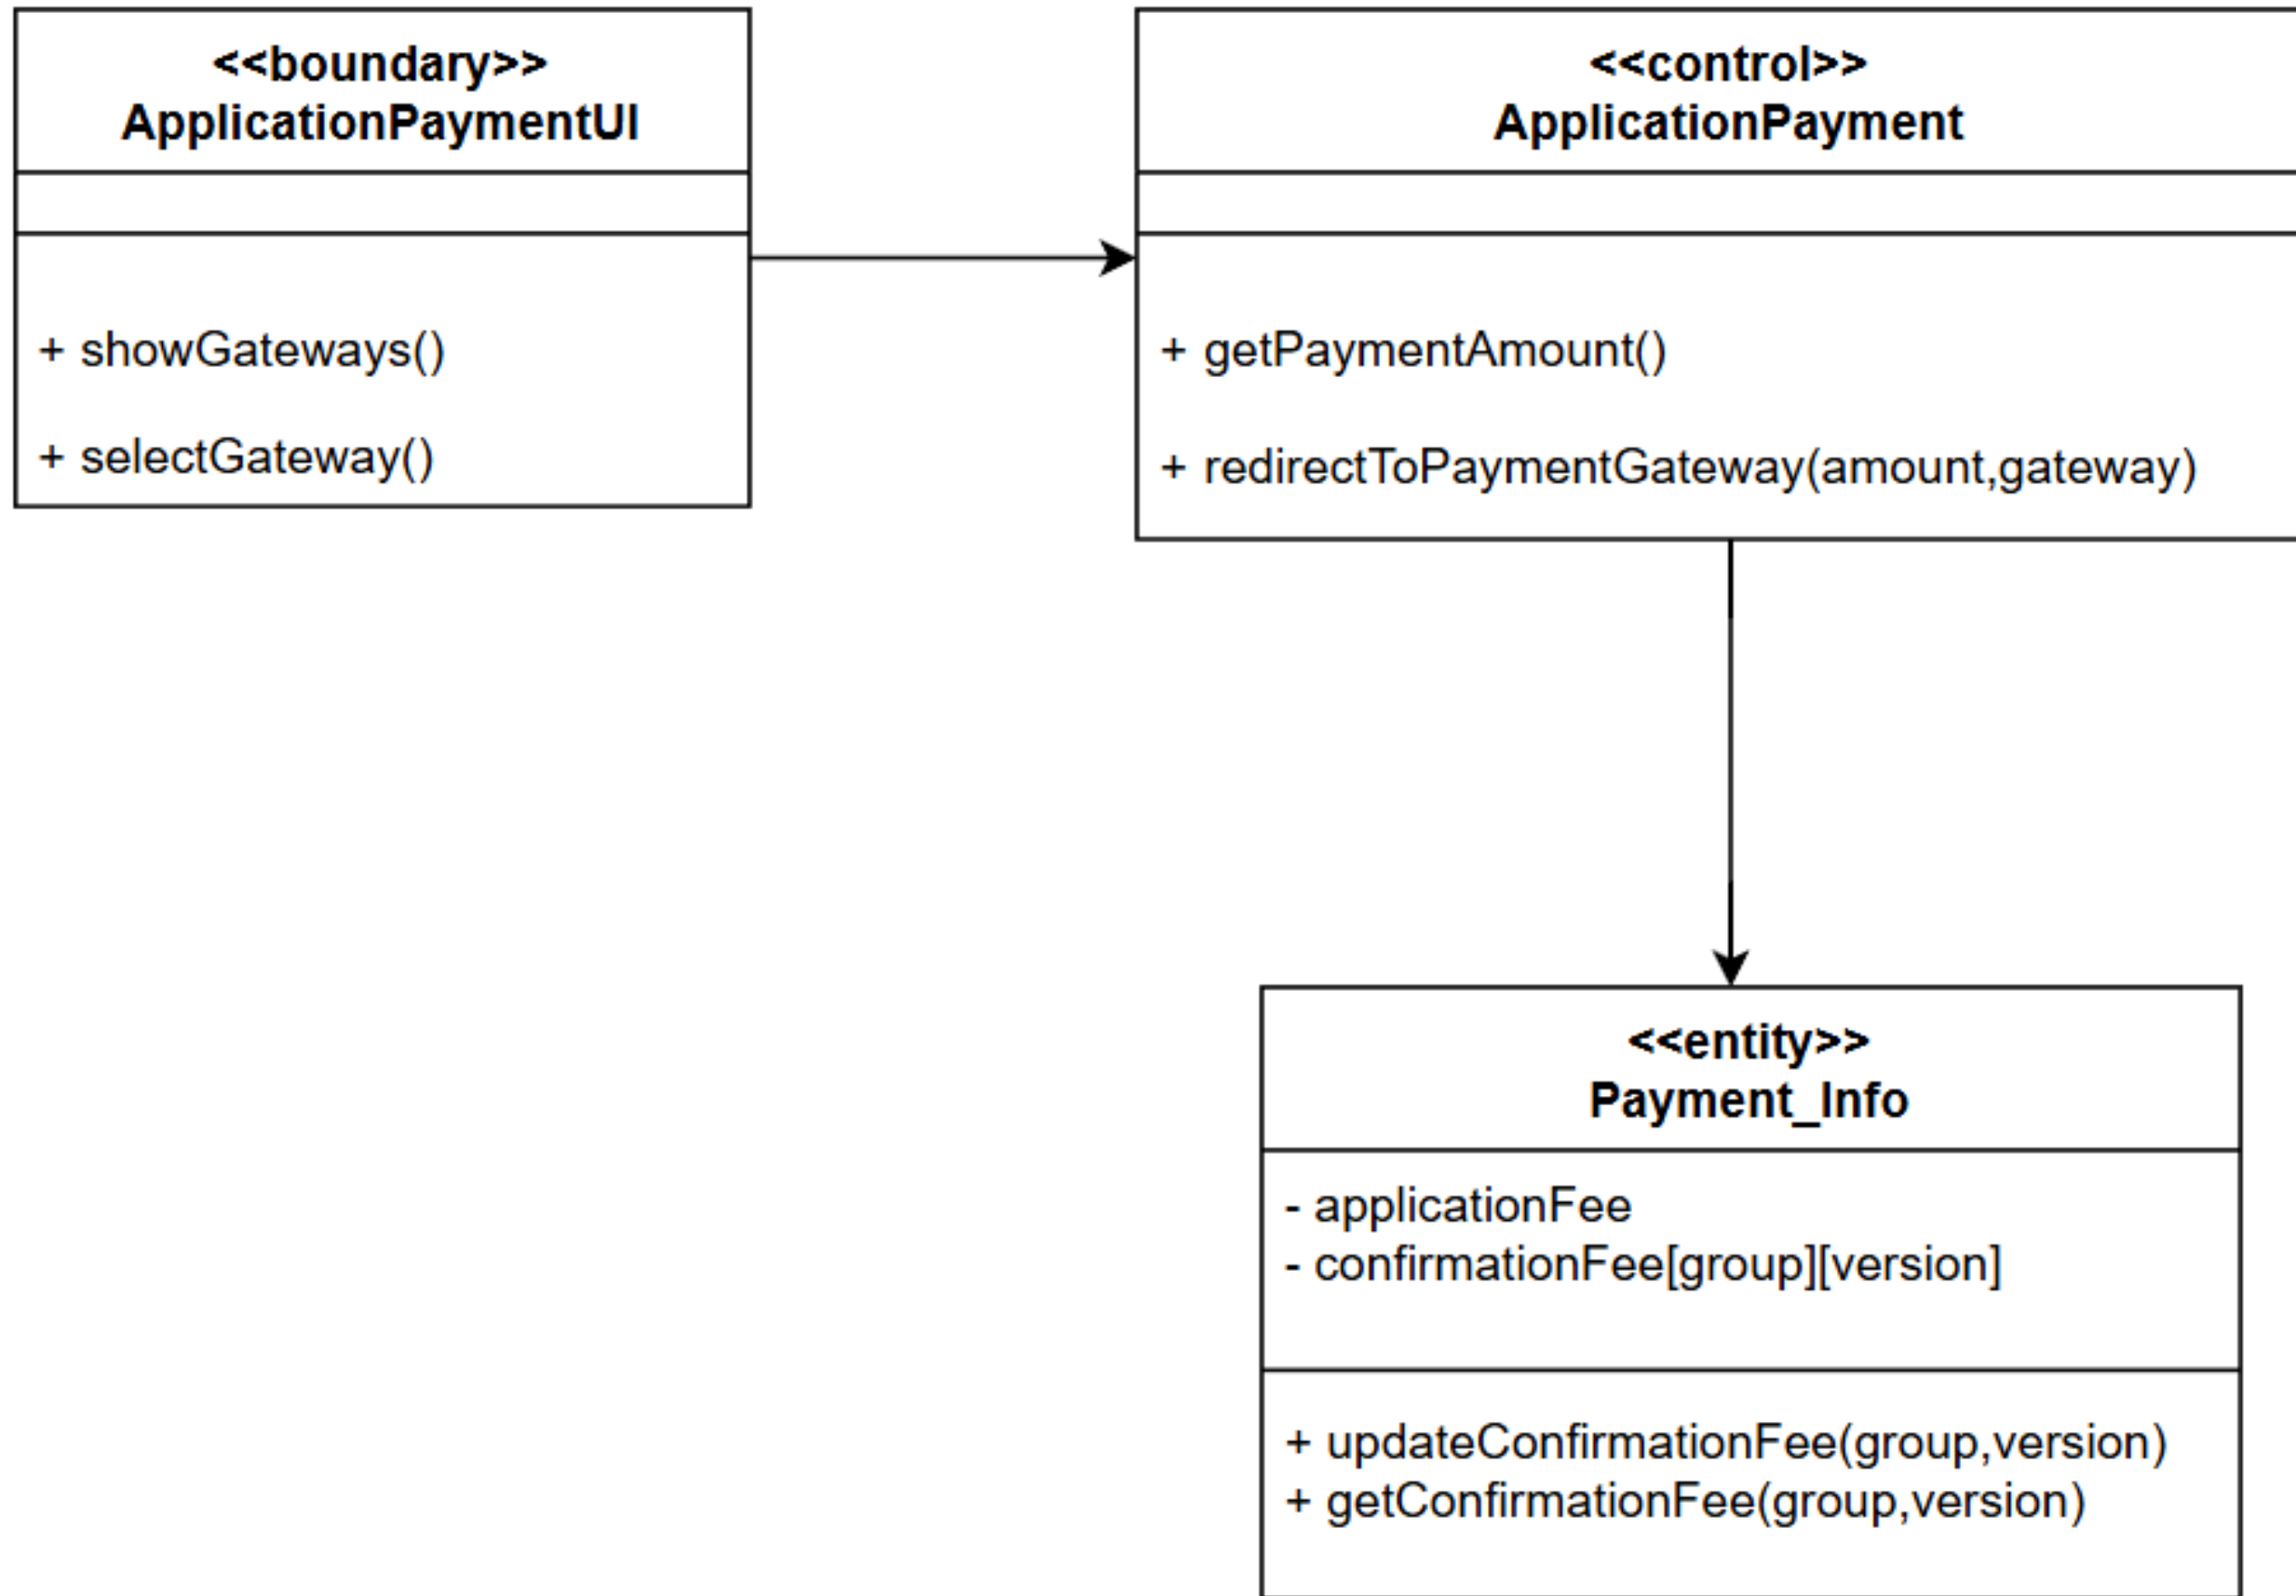 <<boundary>>
ApplicationPaymentUI
+ showGateways()
+ selectGateway()
<<control>>
ApplicationPayment
+ getPaymentAmount()
+ redirectToPaymentGateway(amount,gateway)
<<entity>>
Payment_Info
- applicationFee
- confirmationFee[group][version]
+ updateConfirmationFee(group,version)
+ getConfirmationFee(group,version)